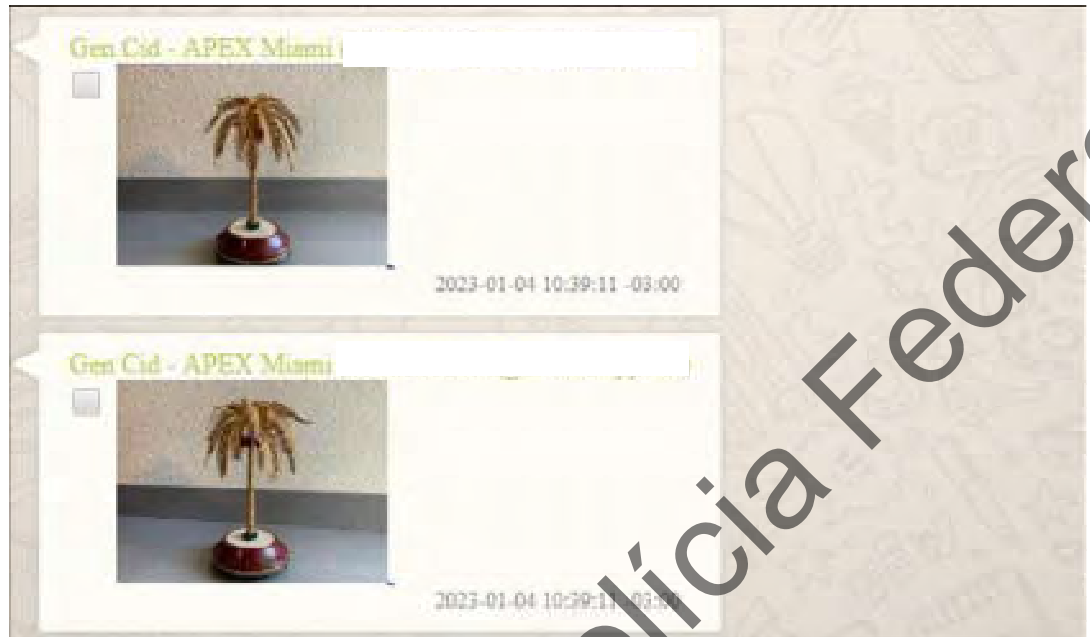 Gen Cid - APEX Miami
2023-01-04 10:39:11 -03:00
Gen Cid - APEX Miami
2023-01-04 10:39:11 -03:00
Polícia Federal